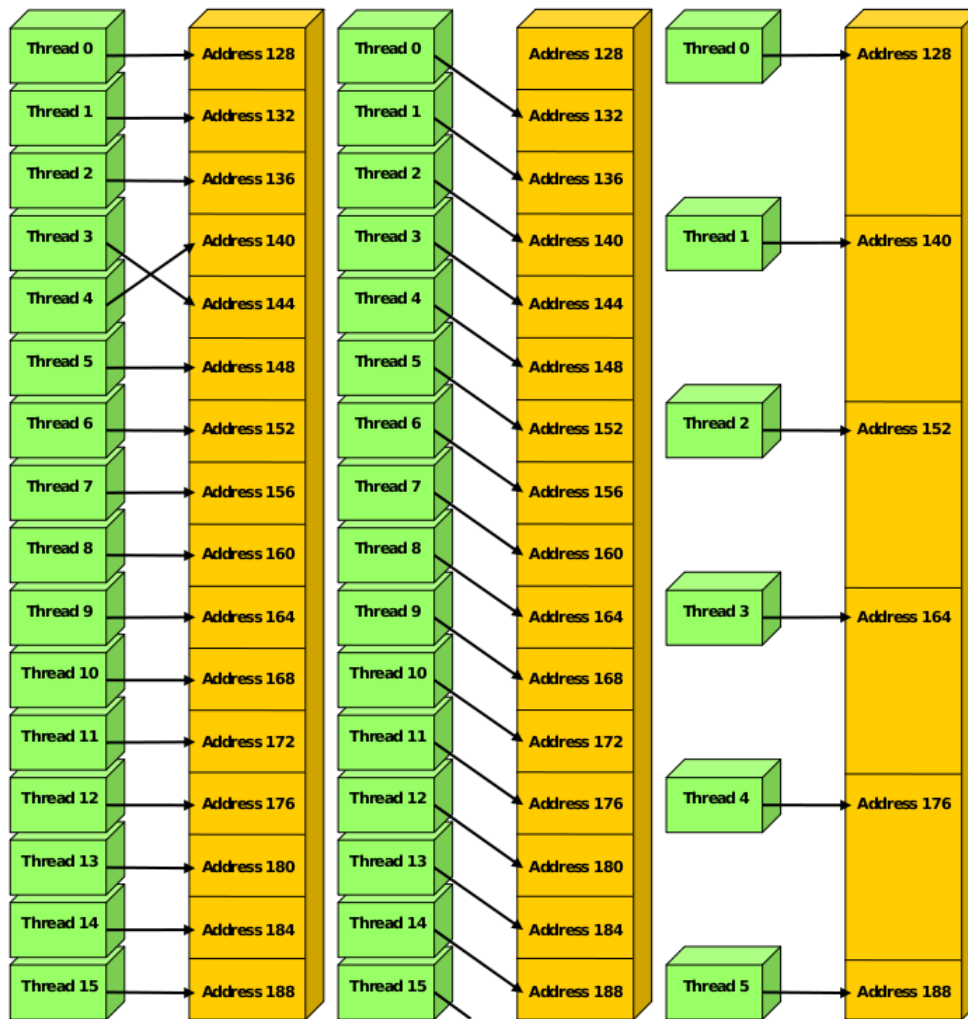 Thread 0
Address 128
Thread 1
Address 132
Thread 2
Address 136
Thread 3
Address 140
Thread 4
Address 144
Thread 5
Address 148
Thread 6
Address 152
Thread 7
Address 156
Thread 8
Address 160
Thread 9
Address 164
Thread 10
Address 168
Thread 11
Address 172
Thread 12
Address 176
Thread 13
Address 180
Thread 14
Address 184
Thread 15
Address 188
Thread 0
Address 128
Thread 1
Address 132
Thread 2
Address 136
Thread 3
Address 140
Thread 4
Address 144
Thread 5
Address 148
Thread 6
Address 152
Thread 7
Address 156
Thread 8
Address 160
Thread 9
Address 164
Thread 10
Address 168
Thread 11
Address 172
Thread 12
Address 176
Thread 13
Address 180
Thread 14
Address 184
Thread 15
Address 188
Thread 0
Address 128
Thread 1
Address 140
Thread 2
Address 152
Thread 3
Address 164
Thread 4
Address 176
Thread 5
Address 188